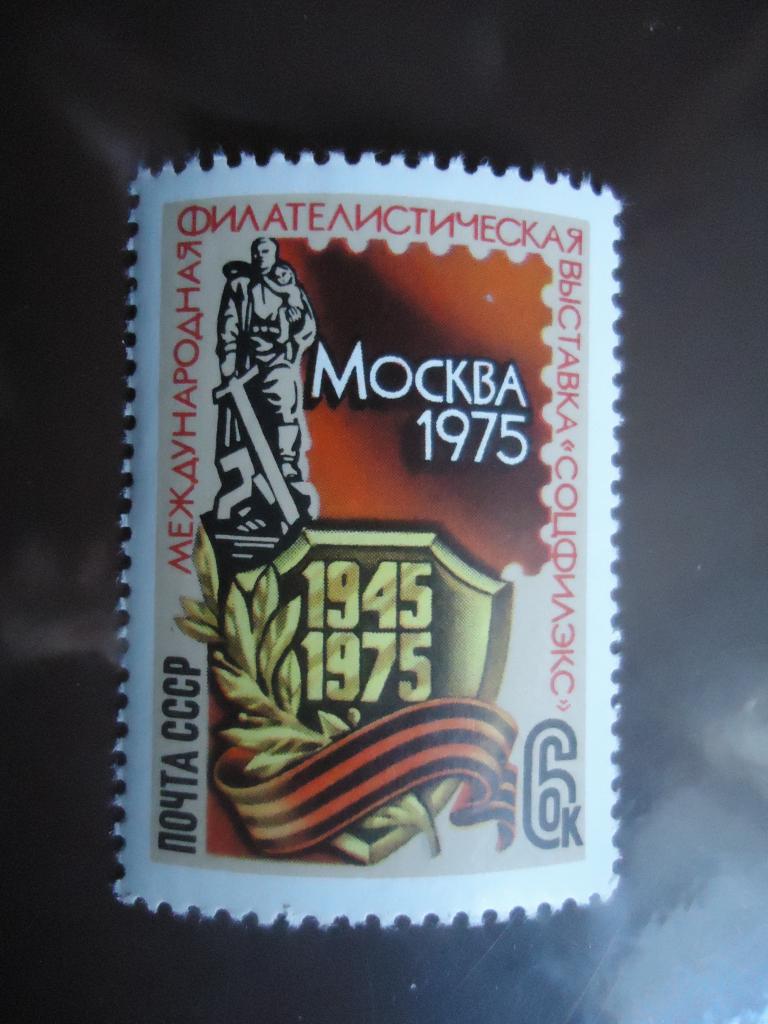 МЕЖДУНАРОДНАЯ
ФИЛАТЕЛИСТИЧЕСКАЯ
ВЫСТАВКА «СОЦФИЛЭКС»
МОСКВА
1975
1945
1975
ПОЧТА СССР
6к